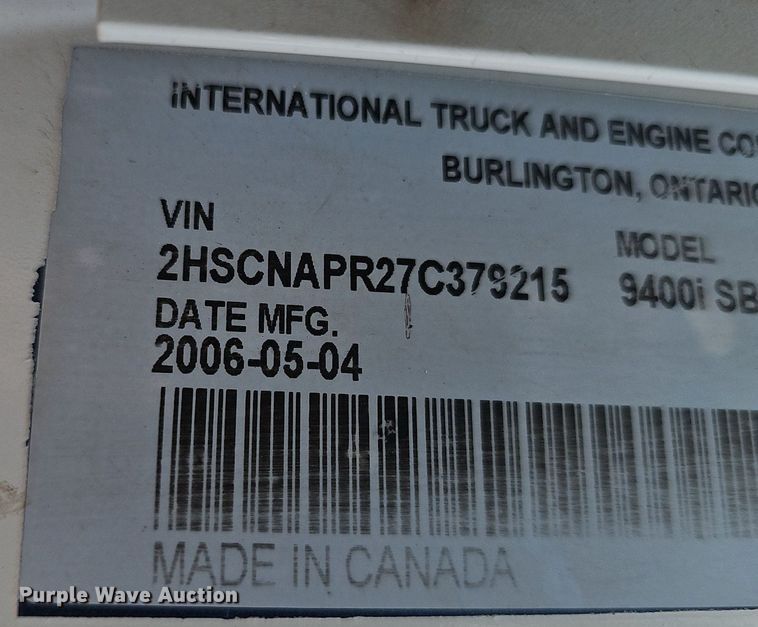 INTERNATIONAL TRUCK AND ENGINE CO
BURLINGTON, ONTARIO
VIN
2HSCNAPR27C379215
MODEL
9400i SB
DATE MFG.
2006-05-04
MADE IN CANADA
Purple Wave Auction